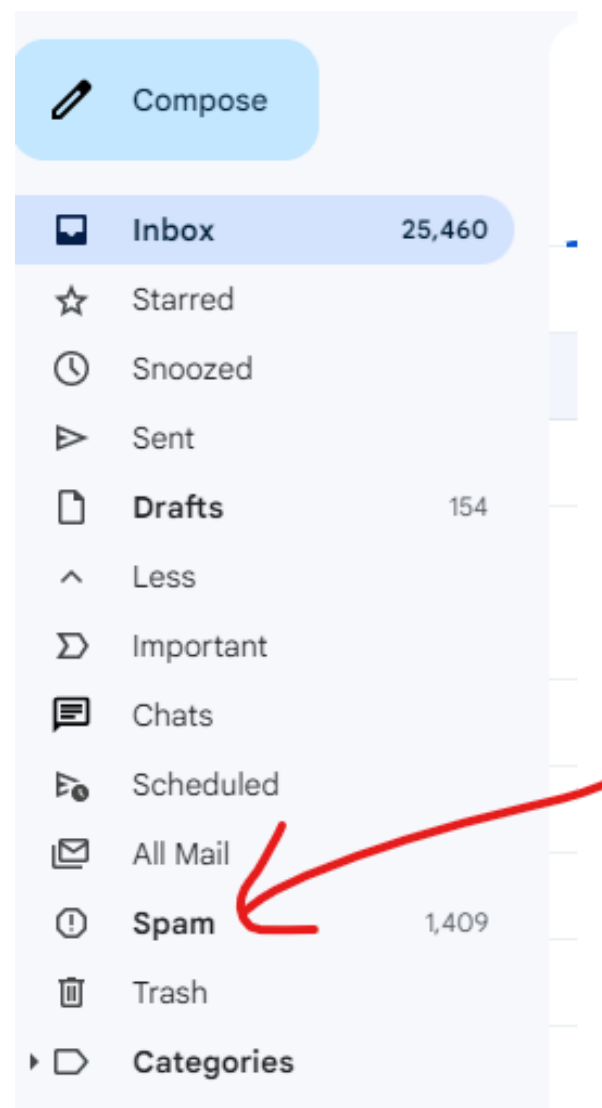 Compose
Inbox 25,460
Starred
Snoozed
Sent
Drafts 154
Less
Important
Chats
Scheduled
All Mail
Spam 1,409
Trash
Categories